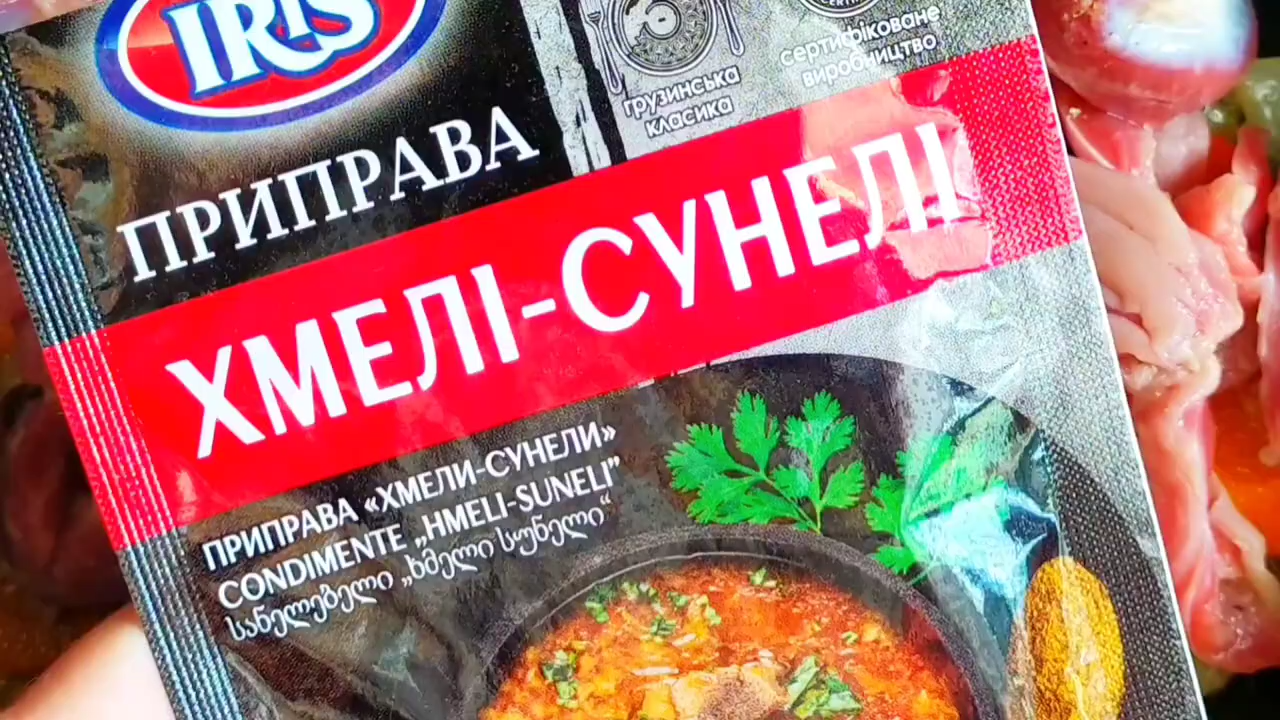 IRIS
грузинська
класика
сертифіковане
виробництво
ПРИПРАВА
ХМЕЛІ-СУНЕЛІ
ПРИПРАВА «ХМЕЛИ-СУНЕЛИ»
CONDIMENTE „HMELI-SUNELI”
სანელებელი „ხმელი სუნელი“